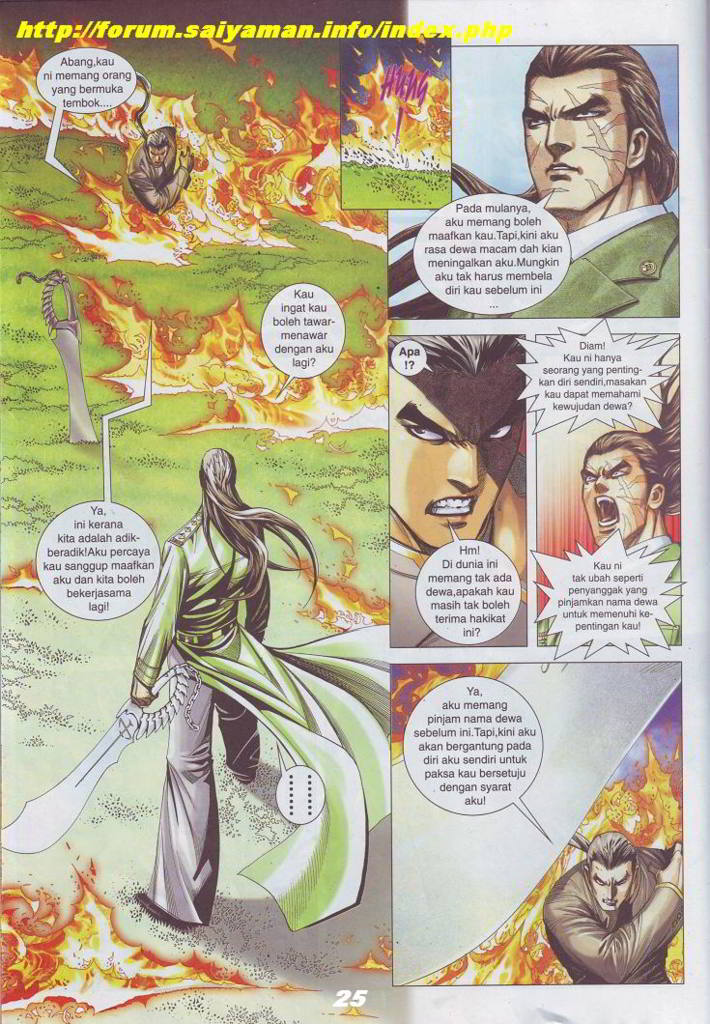 http://forum.saiyaman.info/index.php
Abang,kau
ni memang orang
yang bermuka
tembok....
HUNG
!
Pada mulanya,
aku memang boleh
maafkan kau.Tapi,kini aku
rasa dewa macam dah kian
meningalkan aku.Mungkin
aku tak harus membela
diri kau sebelum ini
...
Kau
ingat kau
boleh tawar-
menawar
dengan aku
lagi?
Ya,
ini kerana
kita adalah adik-
beradik!Aku percaya
kau sanggup maafkan
aku dan kita boleh
bekerjasama
lagi!
Apa
!?
Hm!
Di dunia ini
memang tak ada
dewa,apakah kau
masih tak boleh
terima hakikat
ini?
Diam!
Kau ni hanya
seorang yang penting-
kan diri sendiri,masakan
kau dapat memahami
kewujudan dewa?
Kau ni
tak ubah seperti
penyanggak yang
pinjamkan nama dewa
untuk memenuhi ke-
pentingan kau!
Ya,
aku memang
pinjam nama dewa
sebelum ini.Tapi,kini aku
akan bergantung pada
diri aku sendiri untuk
paksa kau bersetuju
dengan syarat
aku!
25